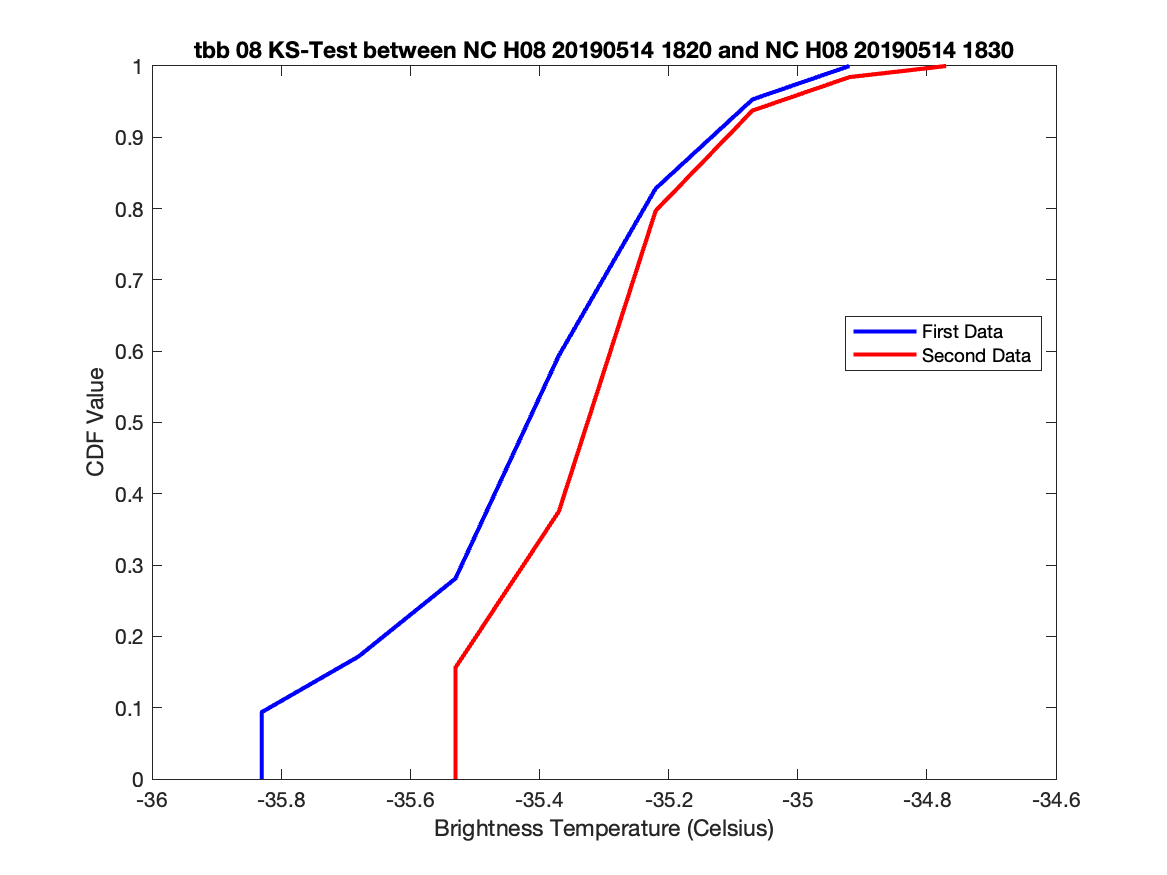 tbb 08 KS-Test between NC H08 20190514 1820 and NC H08 20190514 1830
1
0.9
0.8
0.7
0.6
0.5
0.4
0.3
0.2
0.1
0
CDF Value
First Data
Second Data
-36 -35.8 -35.6 -35.4 -35.2 -35 -34.8 -34.6
Brightness Temperature (Celsius)